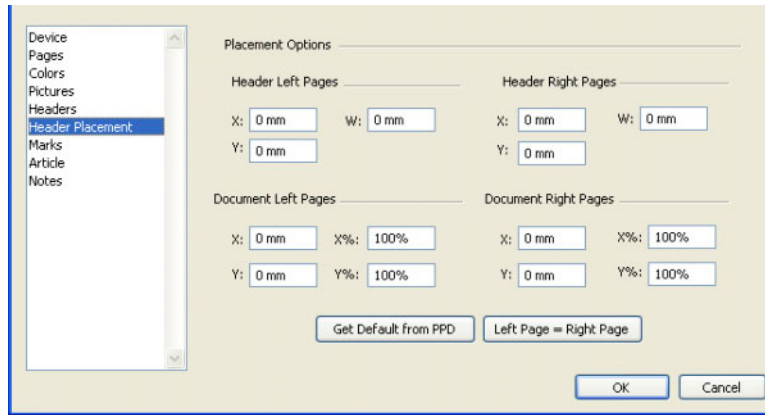 Device
Pages
Colors
Pictures
Headers
Header Placement
Marks
Article
Notes
Placement Options
Header Left Pages
X: 0 mm W: 0 mm
Y: 0 mm
Header Right Pages
X: 0 mm W: 0 mm
Y: 0 mm
Document Left Pages
X: 0 mm X%: 100%
Y: 0 mm Y%: 100%
Document Right Pages
X: 0 mm X%: 100%
Y: 0 mm Y%: 100%
Get Default from PPD Left Page = Right Page
OK Cancel